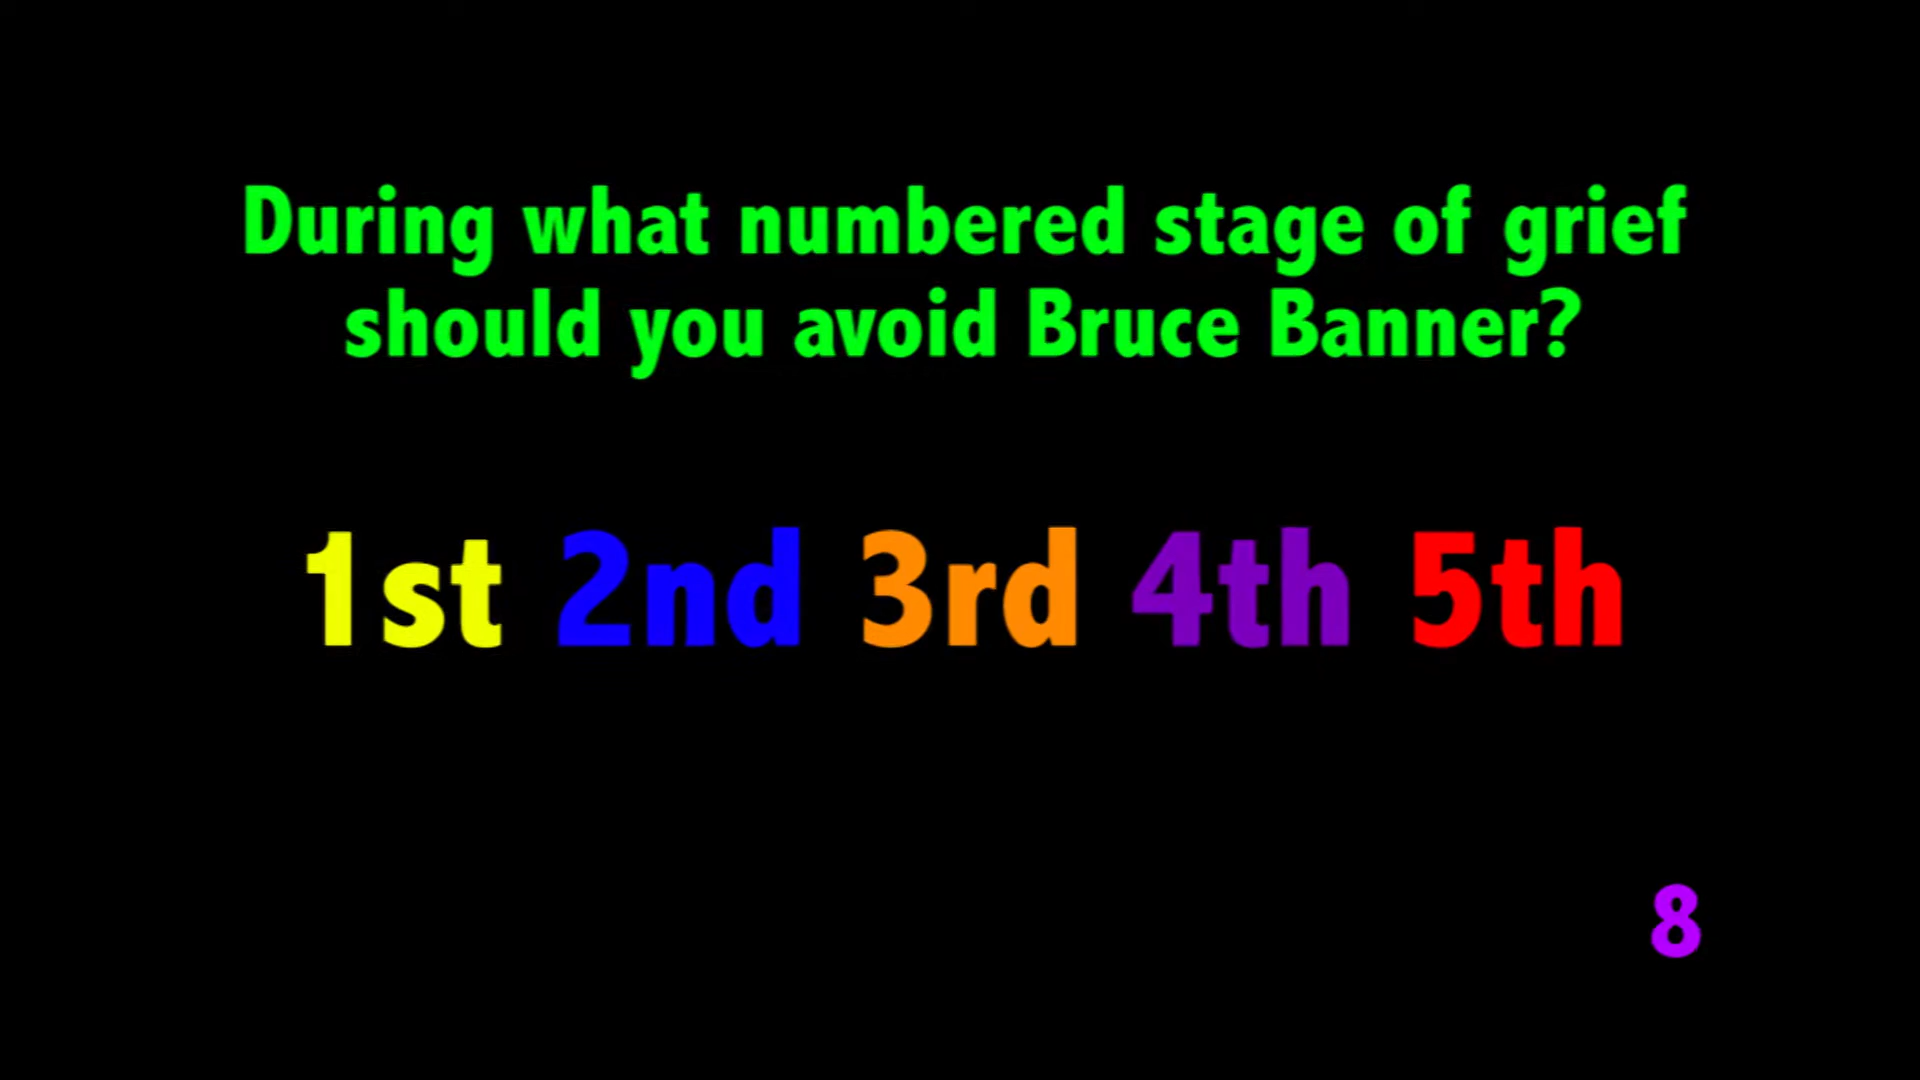 During what numbered stage of grief
should you avoid Bruce Banner?
1st 2nd 3rd 4th 5th
8